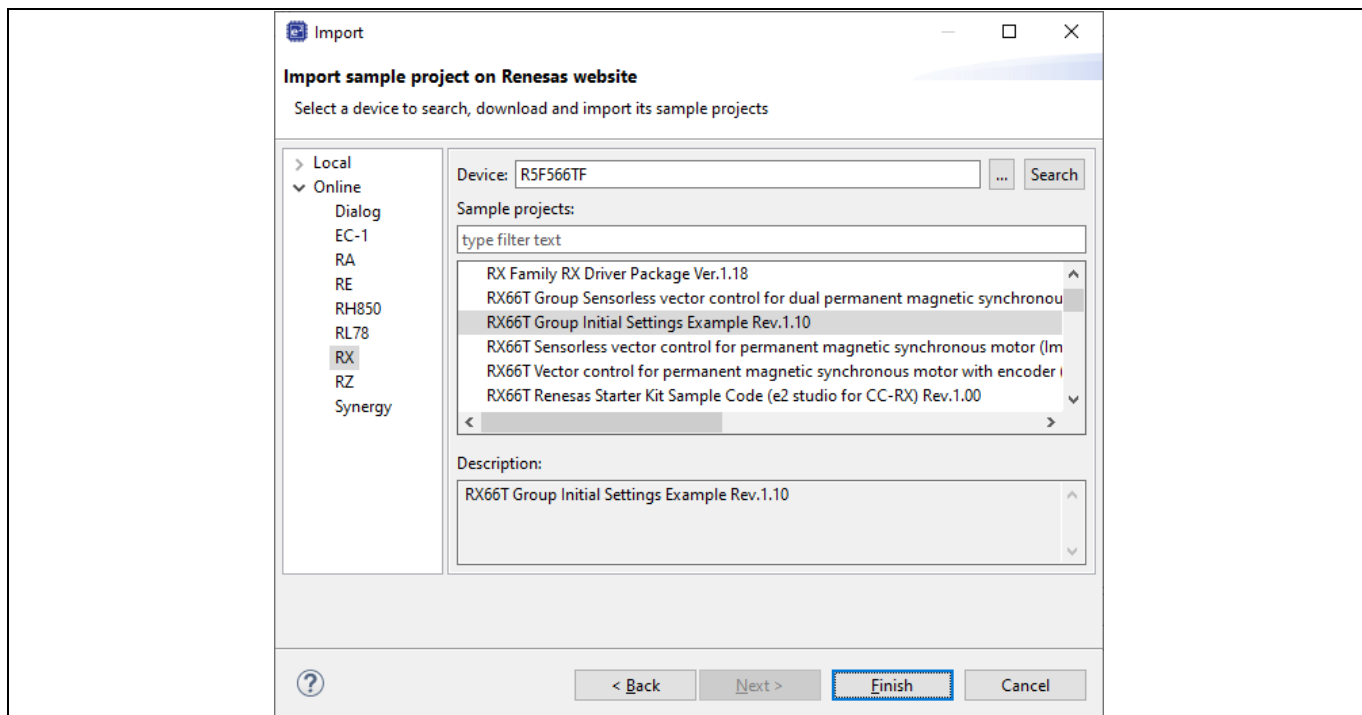 Import
Import sample project on Renesas website
Select a device to search, download and import its sample projects
Local
Online
Dialog
EC-1
RA
RE
RH850
RL78
RX
RZ
Synergy
Device: R5F566TF ... Search
Sample projects:
type filter text
RX Family RX Driver Package Ver.1.18
RX66T Group Sensorless vector control for dual permanent magnetic synchronou
RX66T Group Initial Settings Example Rev.1.10
RX66T Sensorless vector control for permanent magnetic synchronous motor (Im
RX66T Vector control for permanent magnetic synchronous motor with encoder (
RX66T Renesas Starter Kit Sample Code (e2 studio for CC-RX) Rev.1.00
Description:
RX66T Group Initial Settings Example Rev.1.10
? < Back Next > Finish Cancel